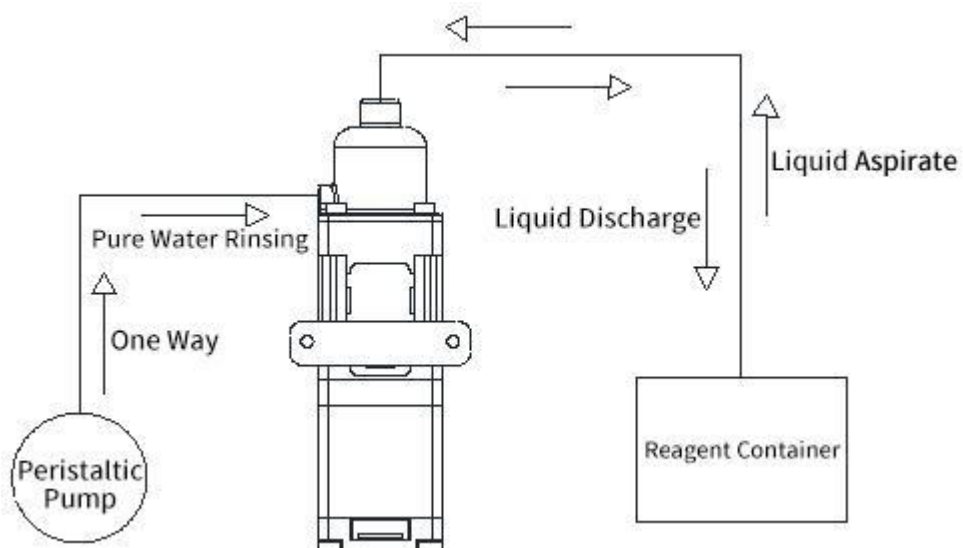 Liquid Aspirate
Liquid Discharge
Pure Water Rinsing
One Way
Peristaltic
Pump
Reagent Container